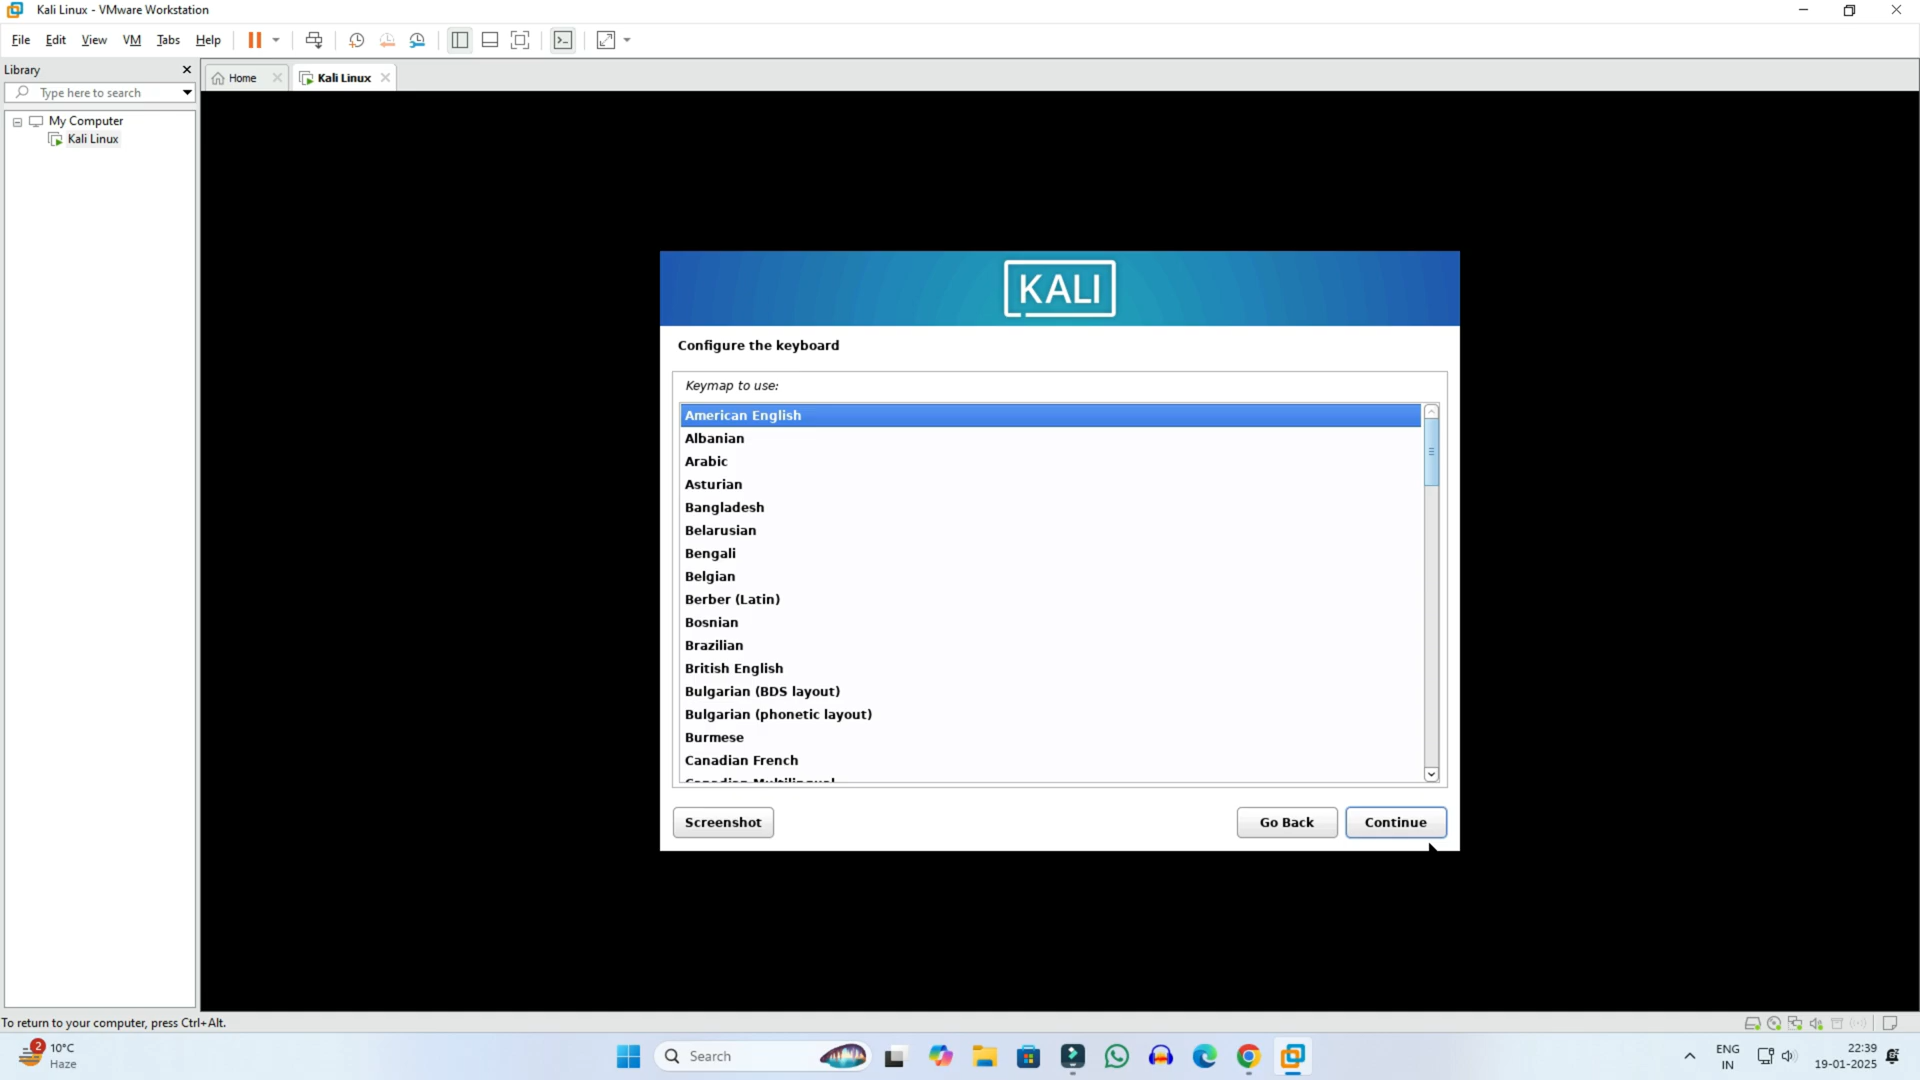 Kali Linux - VMware Workstation
File Edit View VM Tabs Help
Library
Type here to search
My Computer
Kali Linux
Home
Kali Linux
KALI
Configure the keyboard
Keymap to use:
American English
Albanian
Arabic
Asturian
Bangladesh
Belarusian
Bengali
Belgian
Berber (Latin)
Bosnian
Brazilian
British English
Bulgarian (BDS layout)
Bulgarian (phonetic layout)
Burmese
Canadian French
Canadian Multilingual
Screenshot Go Back Continue
To return to your computer, press Ctrl+Alt.
2
10°C
Haze
Search
ENG
IN
22:39
19-01-2025